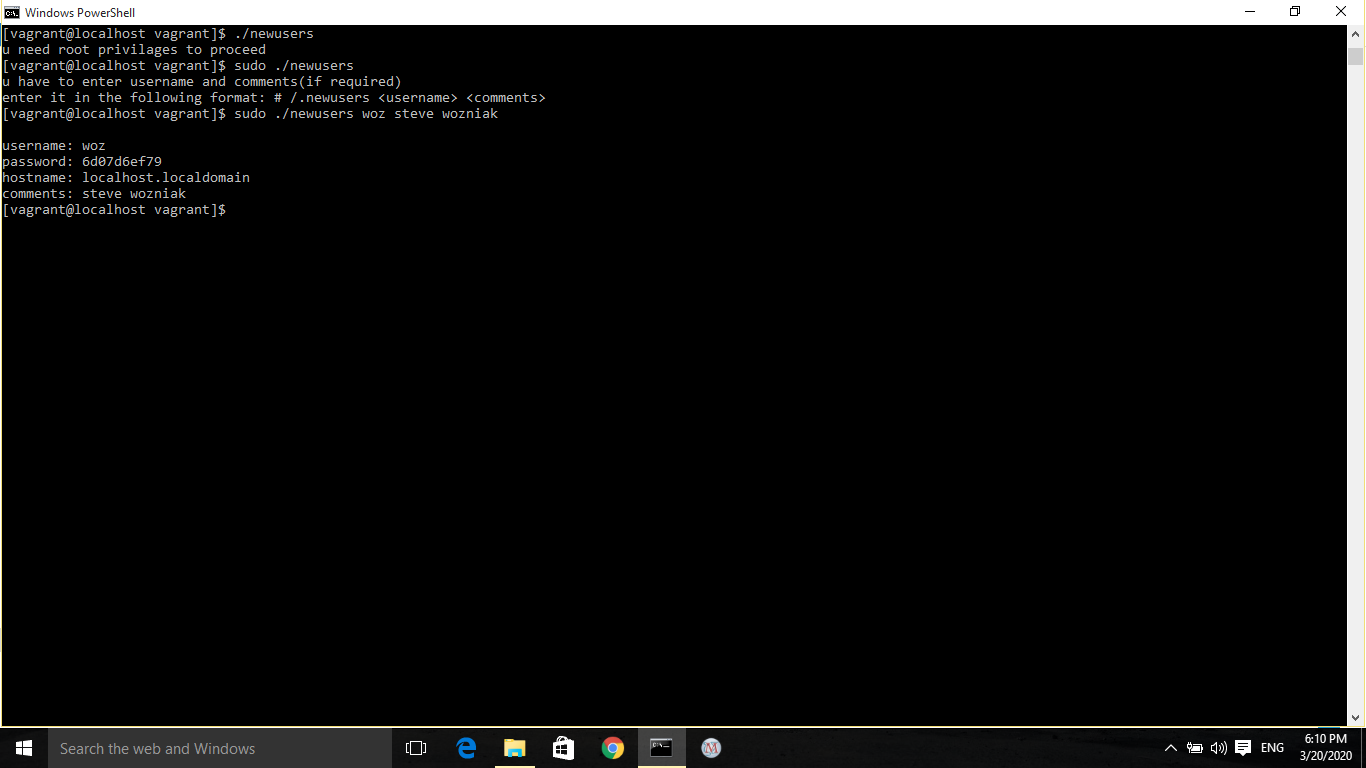 Windows PowerShell
[vagrant@localhost vagrant]$ ./newusers
u need root privilages to proceed
[vagrant@localhost vagrant]$ sudo ./newusers
u have to enter username and comments(if required)
enter it in the following format: # /.newusers <username> <comments>
[vagrant@localhost vagrant]$ sudo ./newusers woz steve wozniak
username: woz
password: 6d07d6ef79
hostname: localhost.localdomain
comments: steve wozniak
[vagrant@localhost vagrant]$
Search the web and Windows
ENG
6:10 PM
3/20/2020